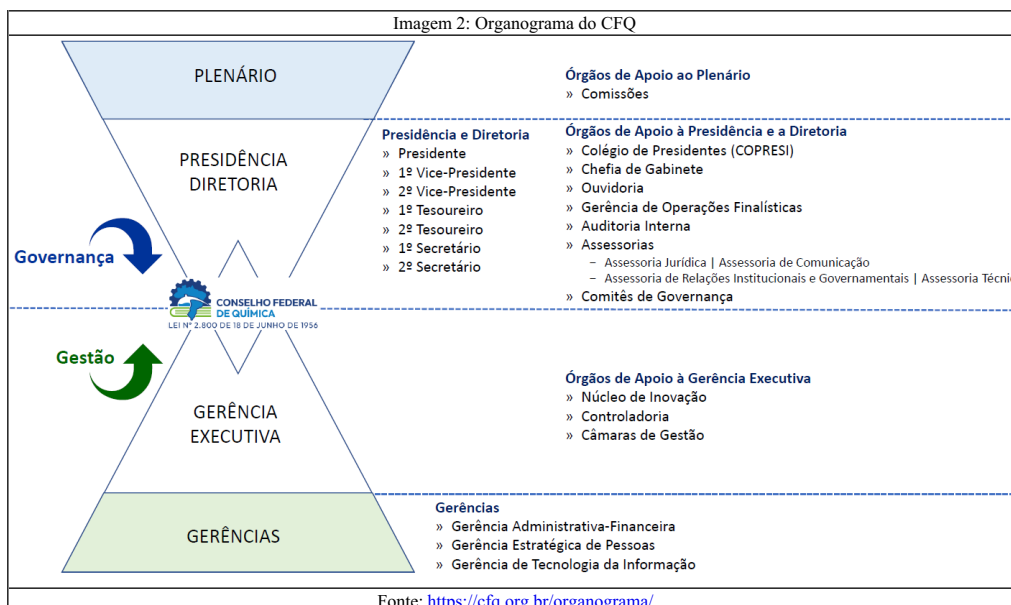 Imagem 2: Organograma do CFQ
PLENÁRIO
Órgãos de Apoio ao Plenário
» Comissões
PRESIDÊNCIA
DIRETORIA
Presidência e Diretoria
» Presidente
» 1º Vice-Presidente
» 2º Vice-Presidente
» 1º Tesoureiro
» 2º Tesoureiro
» 1º Secretário
» 2º Secretário
Órgãos de Apoio à Presidência e a Diretoria
» Colégio de Presidentes (COPRESI)
» Chefia de Gabinete
» Ouvidoria
» Gerência de Operações Finalísticas
» Auditoria Interna
» Assessorias
– Assessoria Jurídica | Assessoria de Comunicação
– Assessoria de Relações Institucionais e Governamentais | Assessoria Técni
» Comitês de Governança
Governança
CONSELHO FEDERAL
DE QUÍMICA
LEI Nº 2.800 DE 18 DE JUNHO DE 1956
Gestão
GERÊNCIA
EXECUTIVA
Órgãos de Apoio à Gerência Executiva
» Núcleo de Inovação
» Controladoria
» Câmaras de Gestão
GERÊNCIAS
Gerências
» Gerência Administrativa-Financeira
» Gerência Estratégica de Pessoas
» Gerência de Tecnologia da Informação
Fonte: https://cfq.org.br/organograma/